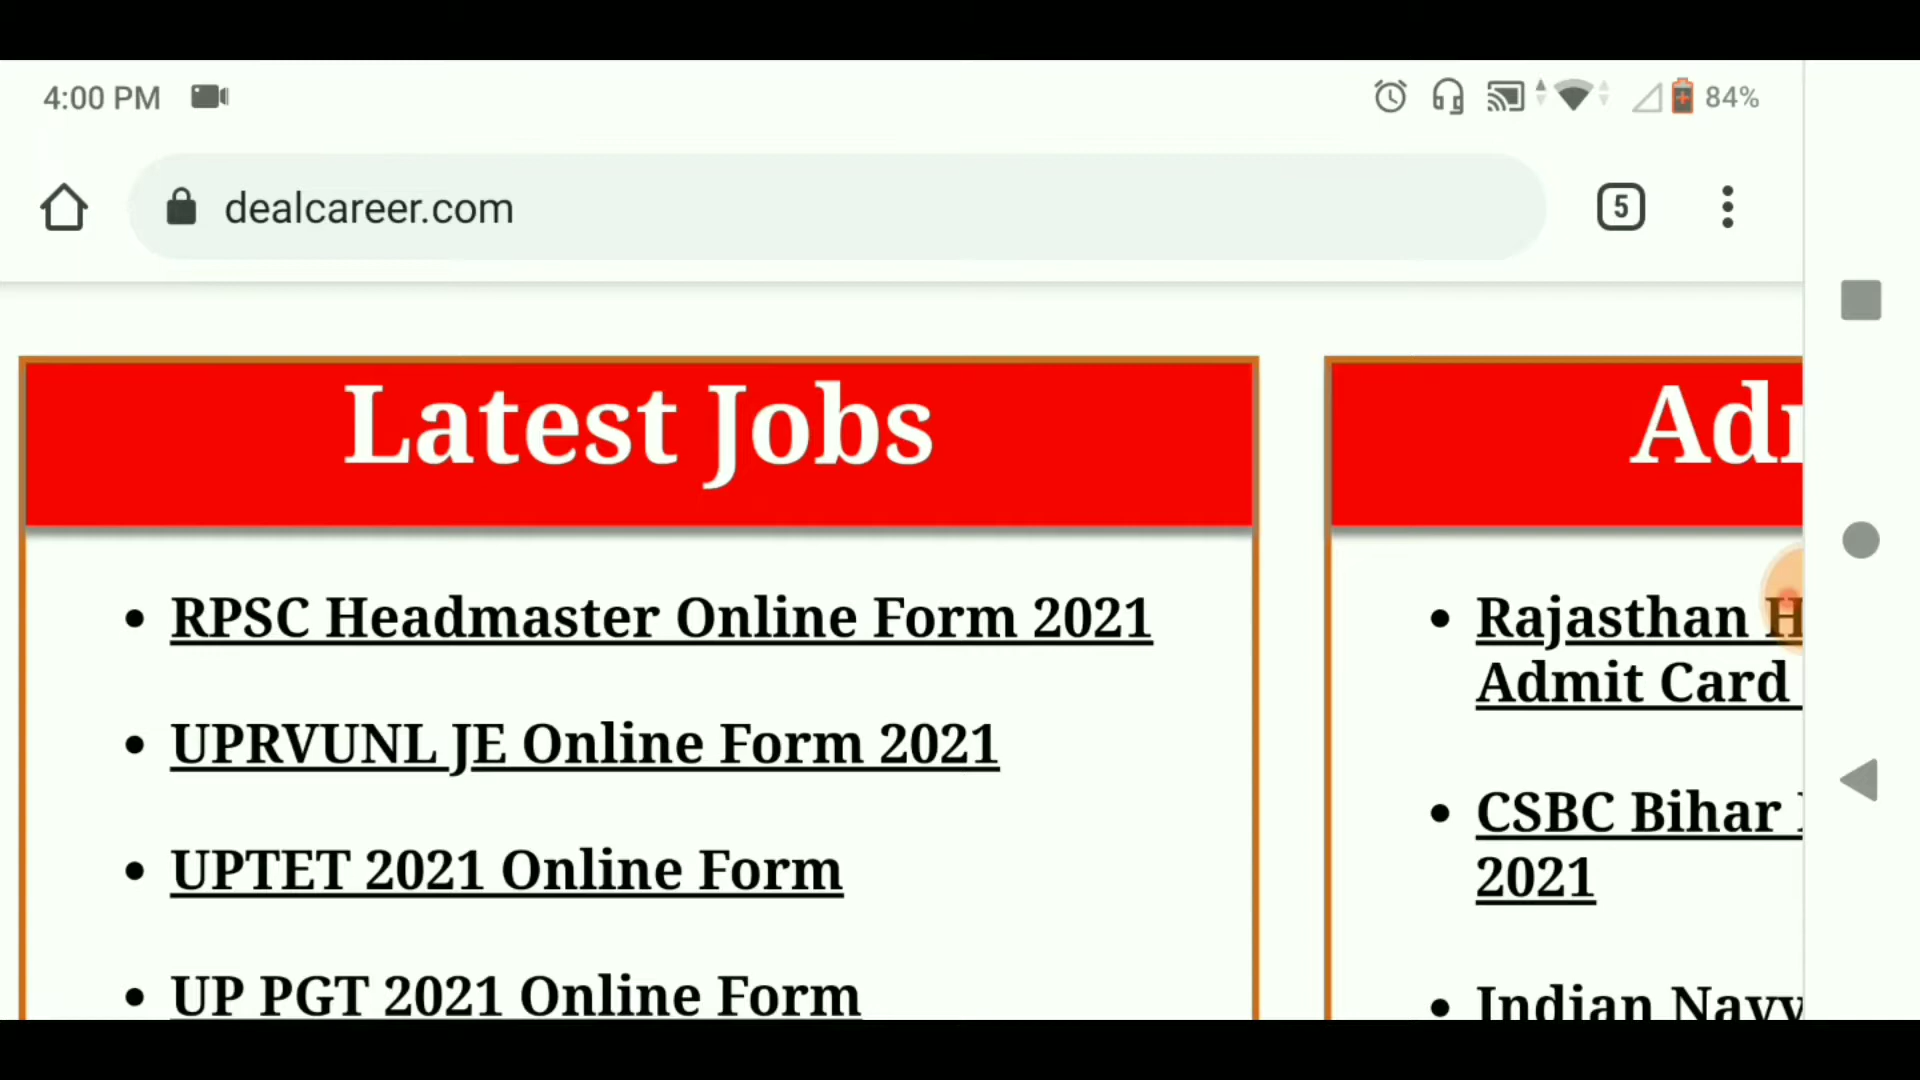 4:00 PM
84%
dealcareer.com
5
Latest Jobs
RPSC Headmaster Online Form 2021
UPRVUNL JE Online Form 2021
UPTET 2021 Online Form
UP PGT 2021 Online Form
Rajasthan
Admit Card
CSBC Bihar
2021
Indian Navy